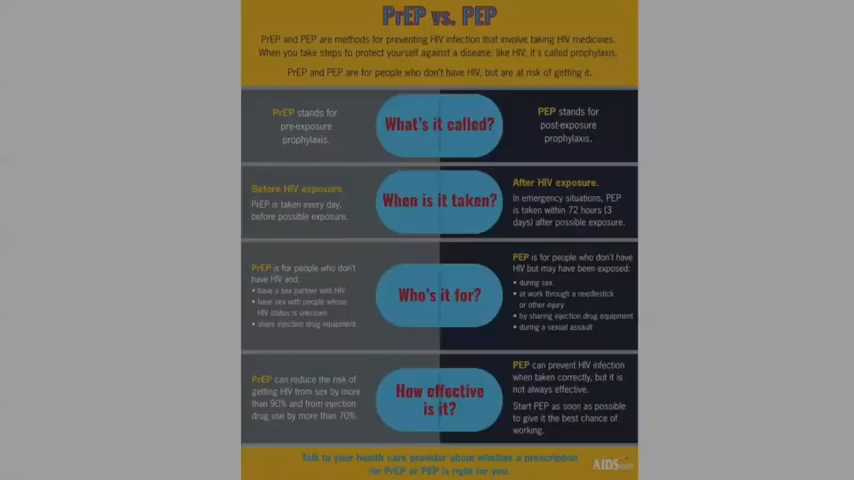 PrEP vs. PEP
PrEP and PEP are methods for preventing HIV infection that involve taking HIV medicines.
When you take steps to protect yourself against a disease, like HIV, it's called prophylaxis.
PrEP and PEP are for people who don't have HIV, but are at risk of getting it.
What's it called?
PrEP stands for
pre-exposure
prophylaxis.
PEP stands for
post-exposure
prophylaxis.
When is it taken?
Before HIV exposure.
PrEP is taken every day,
before possible exposure.
After HIV exposure.
In emergency situations, PEP
is taken within 72 hours (3
days) after possible exposure.
Who's it for?
PrEP is for people who don't
have HIV and:
• have a sex partner with HIV
• have sex with people whose
HIV status is unknown
• share injection drug equipment
PEP is for people who don't have
HIV but may have been exposed:
• during sex
• at work through a needlestick
or other injury
• by sharing injection drug equipment
• during a sexual assault
How effective
is it?
PrEP can reduce the risk of
getting HIV from sex by more
than 90% and from injection
drug use by more than 70%.
PEP can prevent HIV infection
when taken correctly, but it is
not always effective.
Start PEP as soon as possible
to give it the best chance of
working.
Talk to your health care provider about whether a prescription
for PrEP or PEP is right for you.
AIDS